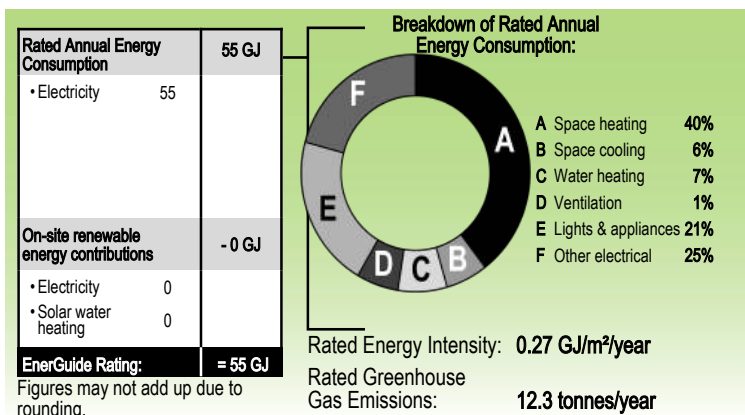 Rated Annual Energy
Consumption
55 GJ
• Electricity 55
On-site renewable
energy contributions
- 0 GJ
• Electricity 0
• Solar water
heating 0
EnerGuide Rating: = 55 GJ
Figures may not add up due to
rounding.
Breakdown of Rated Annual
Energy Consumption:
A
B
C
D
E
F
A Space heating 40%
B Space cooling 6%
C Water heating 7%
D Ventilation 1%
E Lights & appliances 21%
F Other electrical 25%
Rated Energy Intensity: 0.27 GJ/m²/year
Rated Greenhouse
Gas Emissions: 12.3 tonnes/year